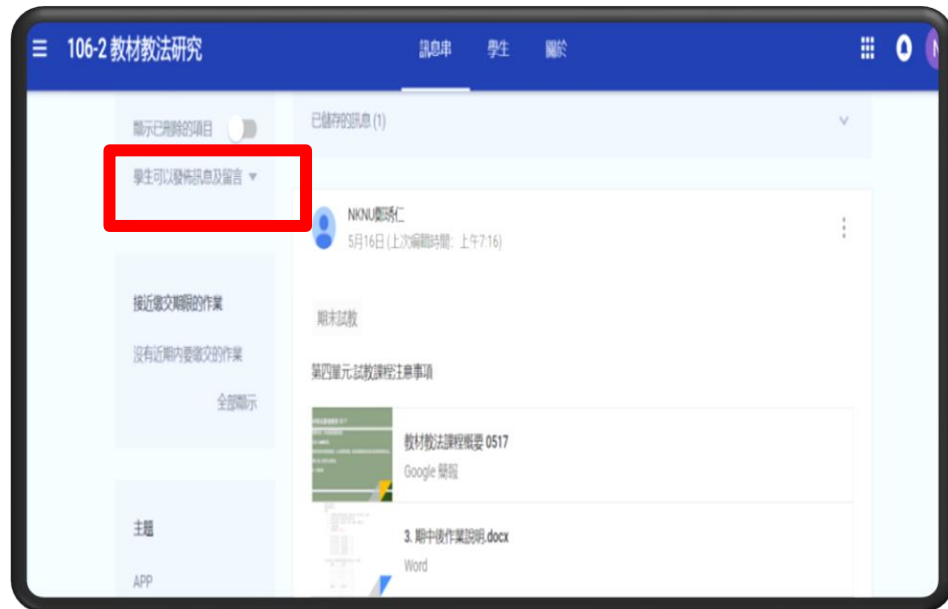 106-2 教材教法研究
訊息串
學生
關於
顯示已刪除的項目
學生可以發佈訊息及留言
已儲存的訊息 (1)
NKNU鄭琇仁
5月16日 (上次編輯時間：上午7:16)
期末試教
第四單元:試教課程注意事項
教材教法課程概要 0517
Google 簡報
3. 期中後作業說明.docx
Word
接近繳交期限的作業
沒有近期內要繳交的作業
全部顯示
主題
APP